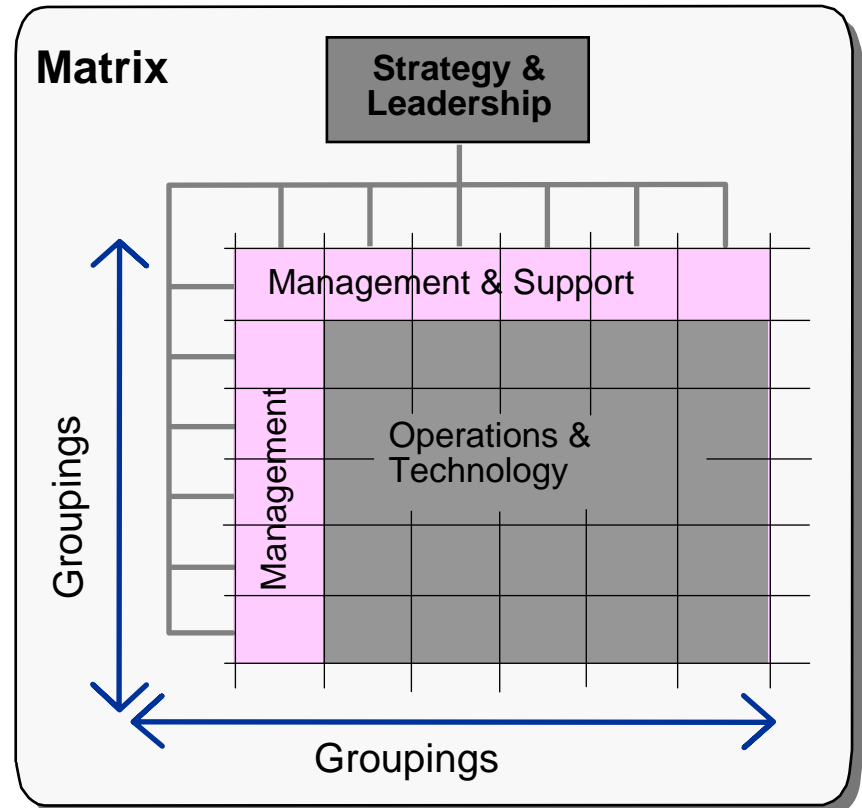 Matrix
Strategy &
Leadership
Management & Support
Management
Operations &
Technology
Groupings
Groupings